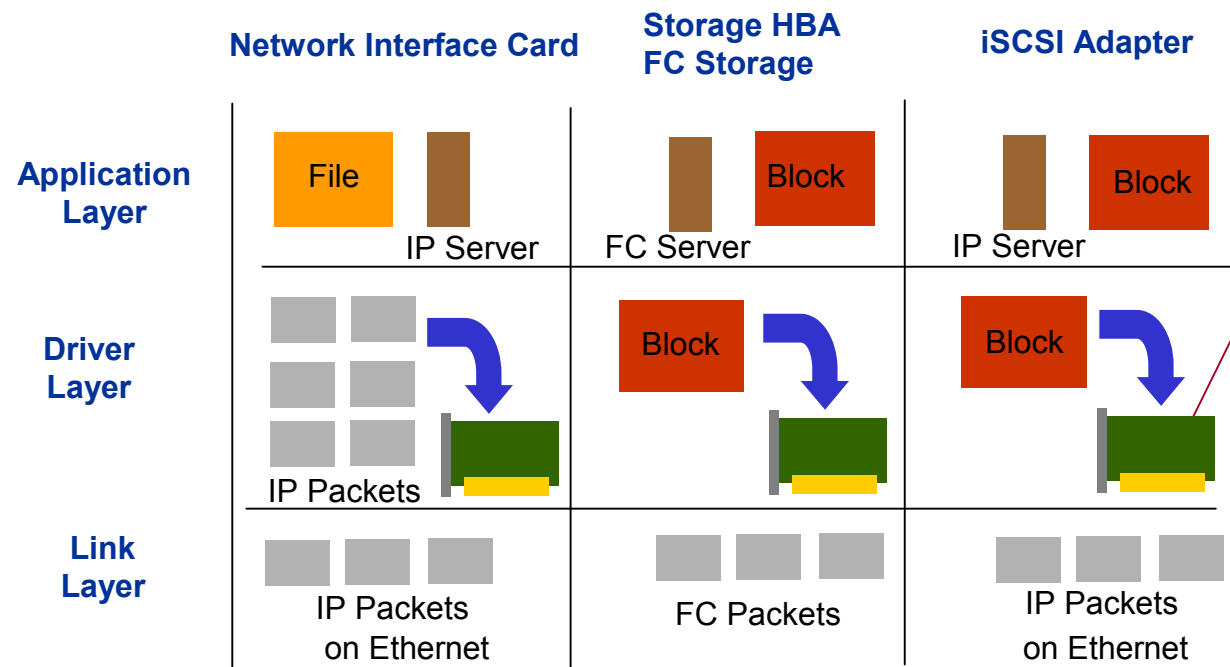 Network Interface Card
Storage HBA
FC Storage
iSCSI Adapter
Application
Layer
File
IP Server
FC Server
Block
IP Server
Block
Driver
Layer
IP Packets
Block
Block
Link
Layer
IP Packets
on Ethernet
FC Packets
IP Packets
on Ethernet